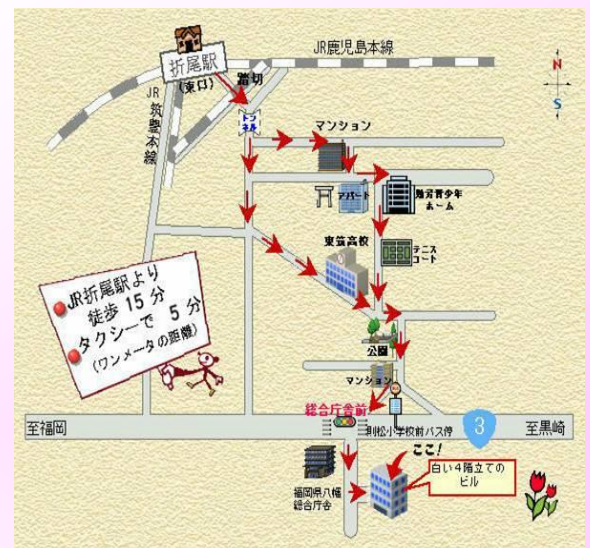 JR鹿児島本線
折尾駅
(東口)
踏切
N
S
JR
筑豊本線
トンネル
マンション
アパート
勤労青少年
ホーム
東筑高校
テニス
コート
JR折尾駅より
徒歩15分
タクシーで 5分
(ワンメータの距離)
公園
マンション
総合庁舎前
至福岡
則松小学校前バス停
3
至黒崎
ここ!
白い4階立ての
ビル
福岡県八幡
総合庁舎